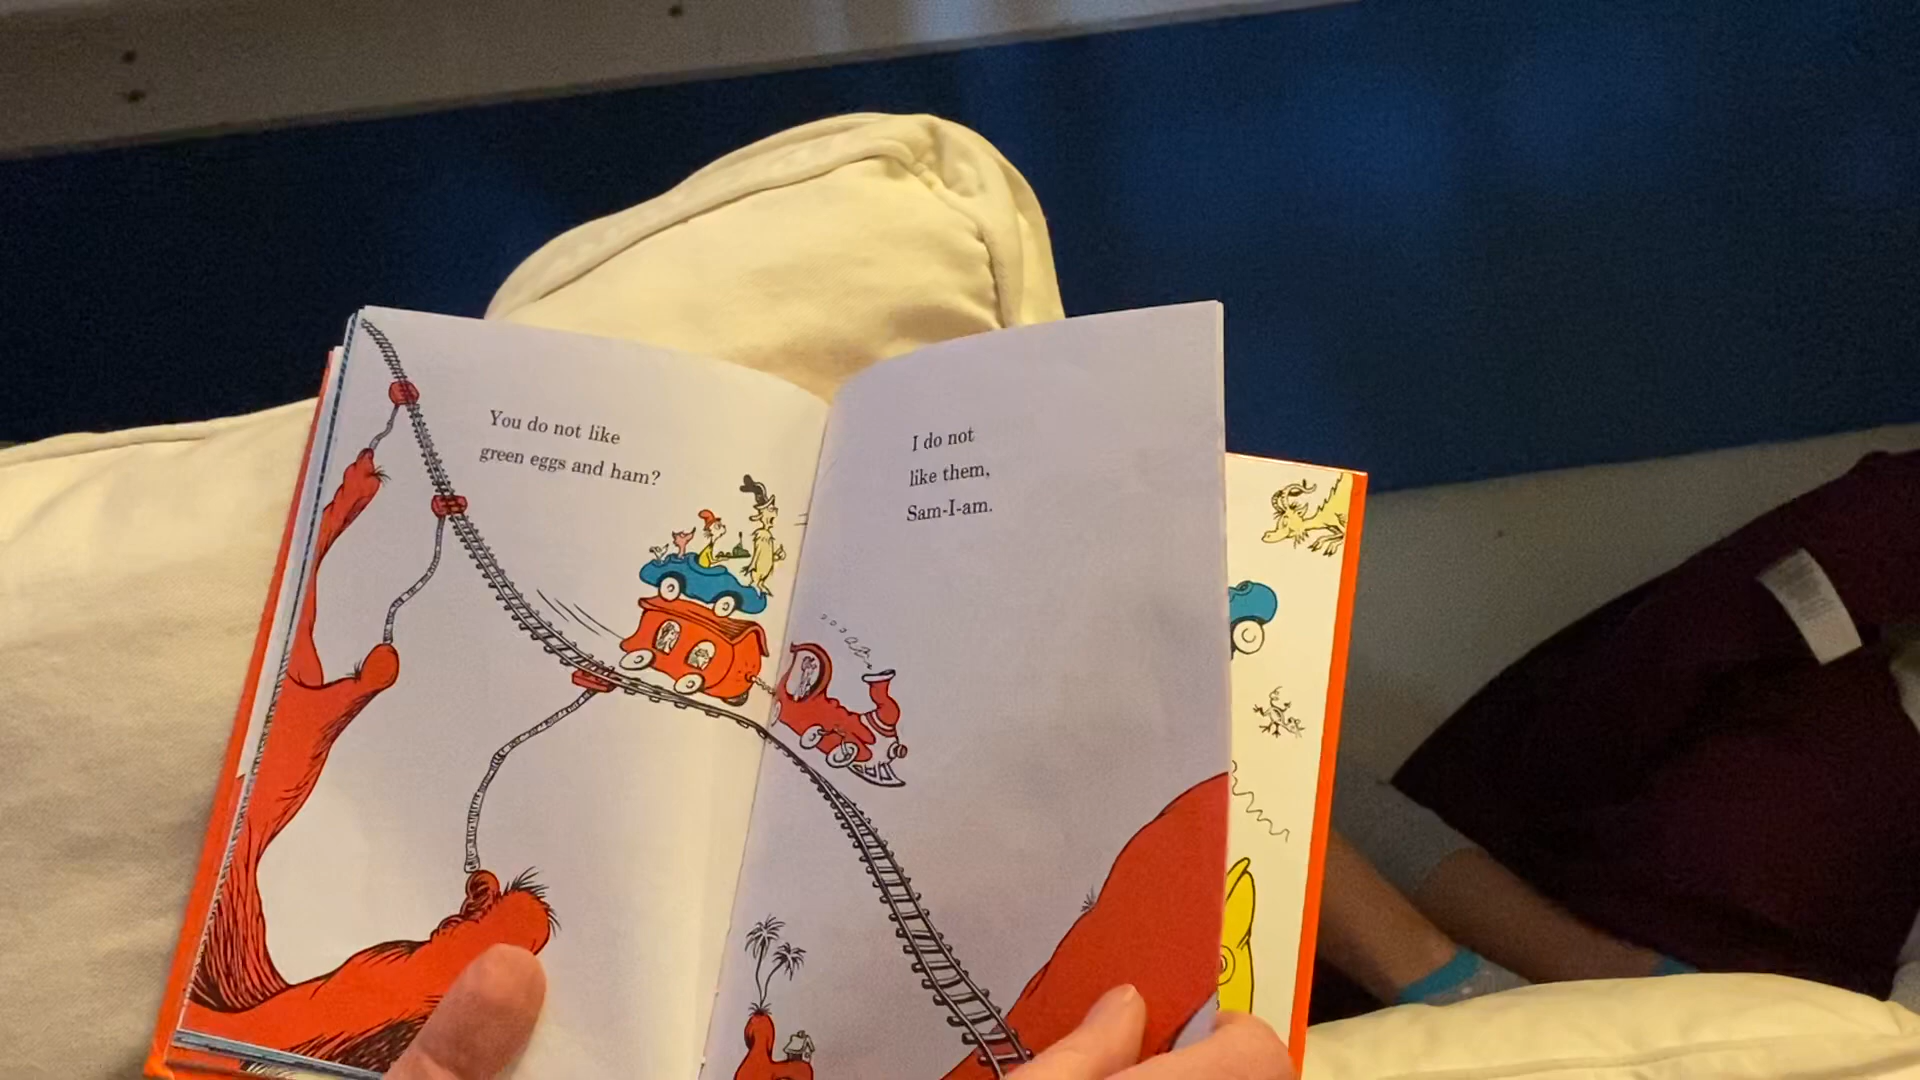 You do not like
green eggs and ham?
I do not
like them,
Sam-I-am.